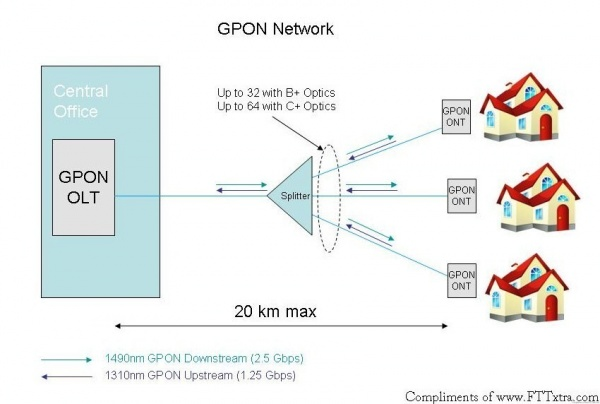 GPON Network
Central
Office
GPON
OLT
Up to 32 with B+ Optics
Up to 64 with C+ Optics
Splitter
GPON
ONT
GPON
ONT
GPON
ONT
20 km max
1490nm GPON Downstream (2.5 Gbps)
1310nm GPON Upstream (1.25 Gbps)
Compliments of www.FTTxtra.com